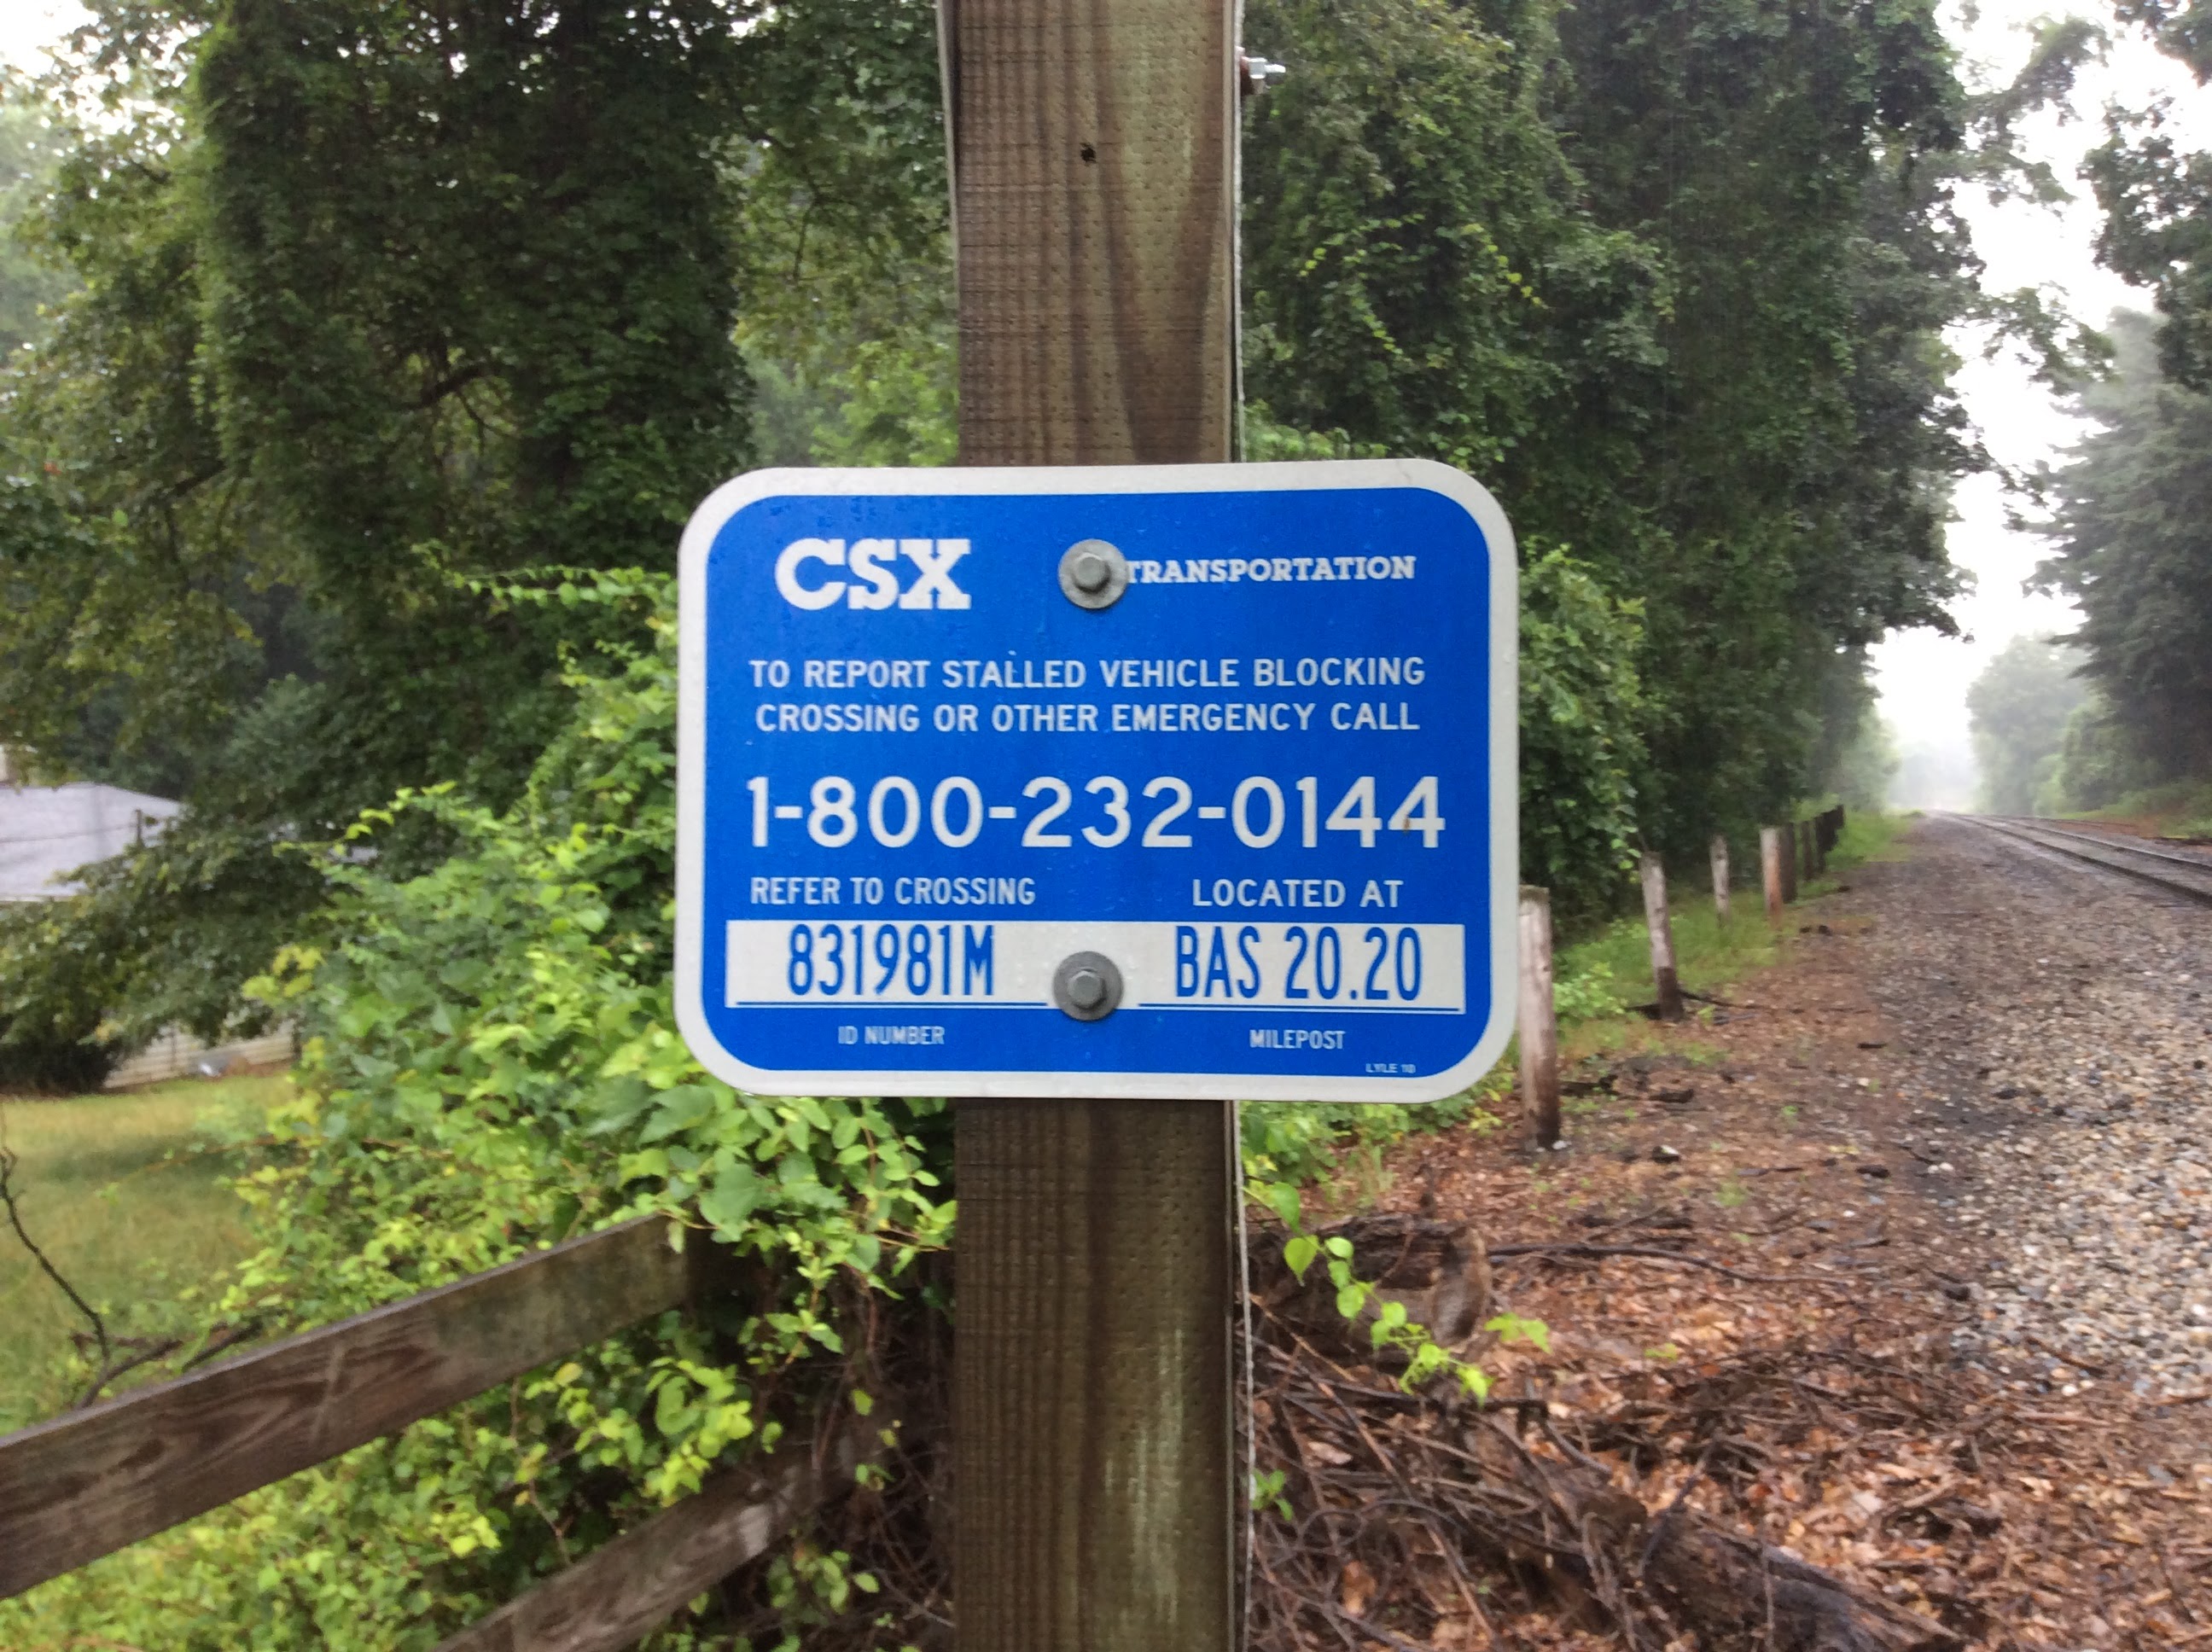 CSX TRANSPORTATION
TO REPORT STALLED VEHICLE BLOCKING
CROSSING OR OTHER EMERGENCY CALL
1-800-232-0144
REFER TO CROSSING LOCATED AT
831981M BAS 20.20
ID NUMBER MILEPOST
LYLE 10